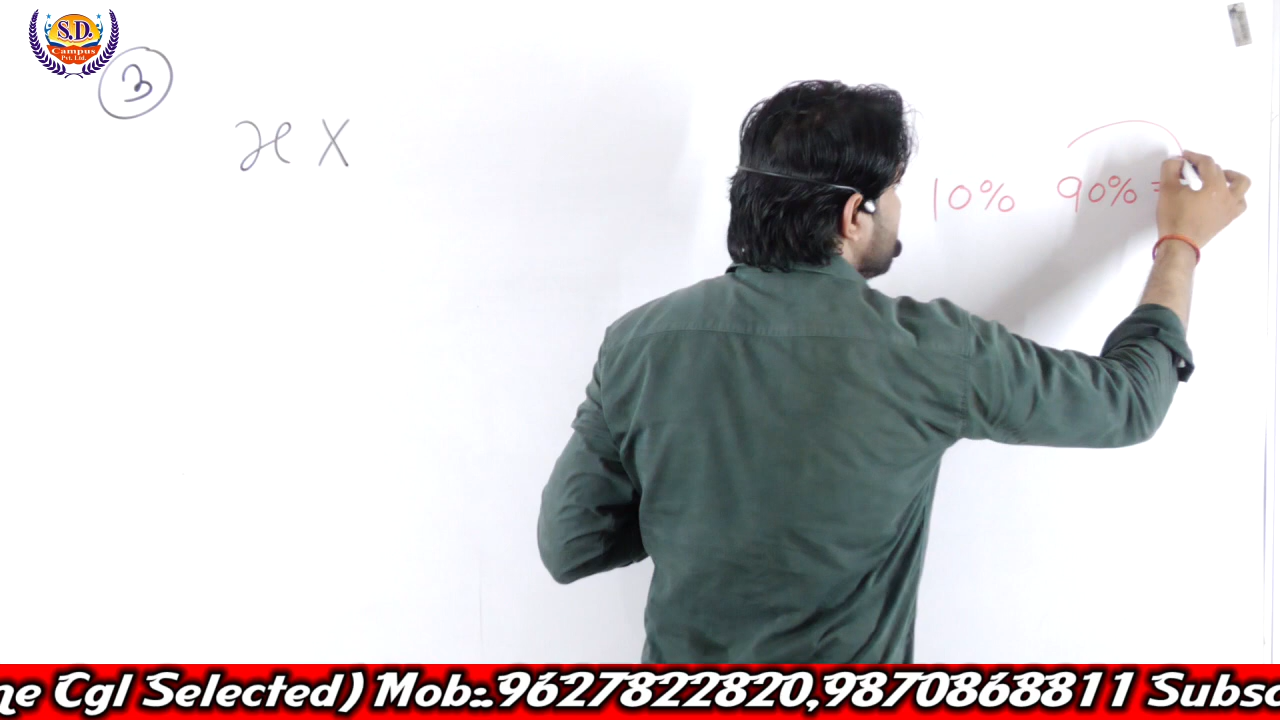 S.D.
Campus
Pvt. Ltd.
3
x X
10% 90% =
ne Cgl Selected) Mob:.9627822820,9870868811 Subsc